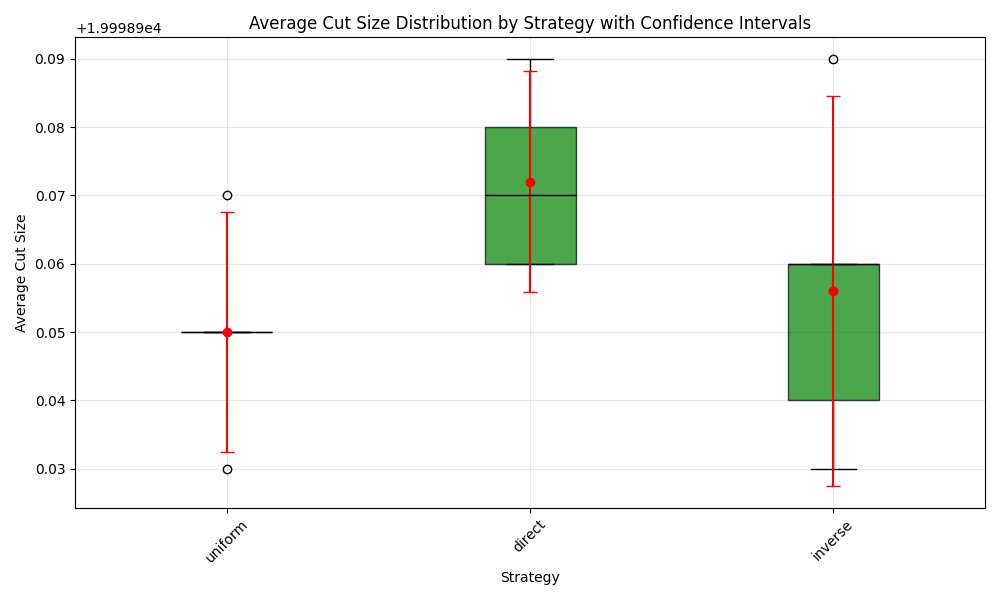 Average Cut Size Distribution by Strategy with Confidence Intervals
+1.99989e4
0.09
0.08
0.07
0.06
0.05
0.04
0.03
Average Cut Size
uniform
direct
inverse
Strategy